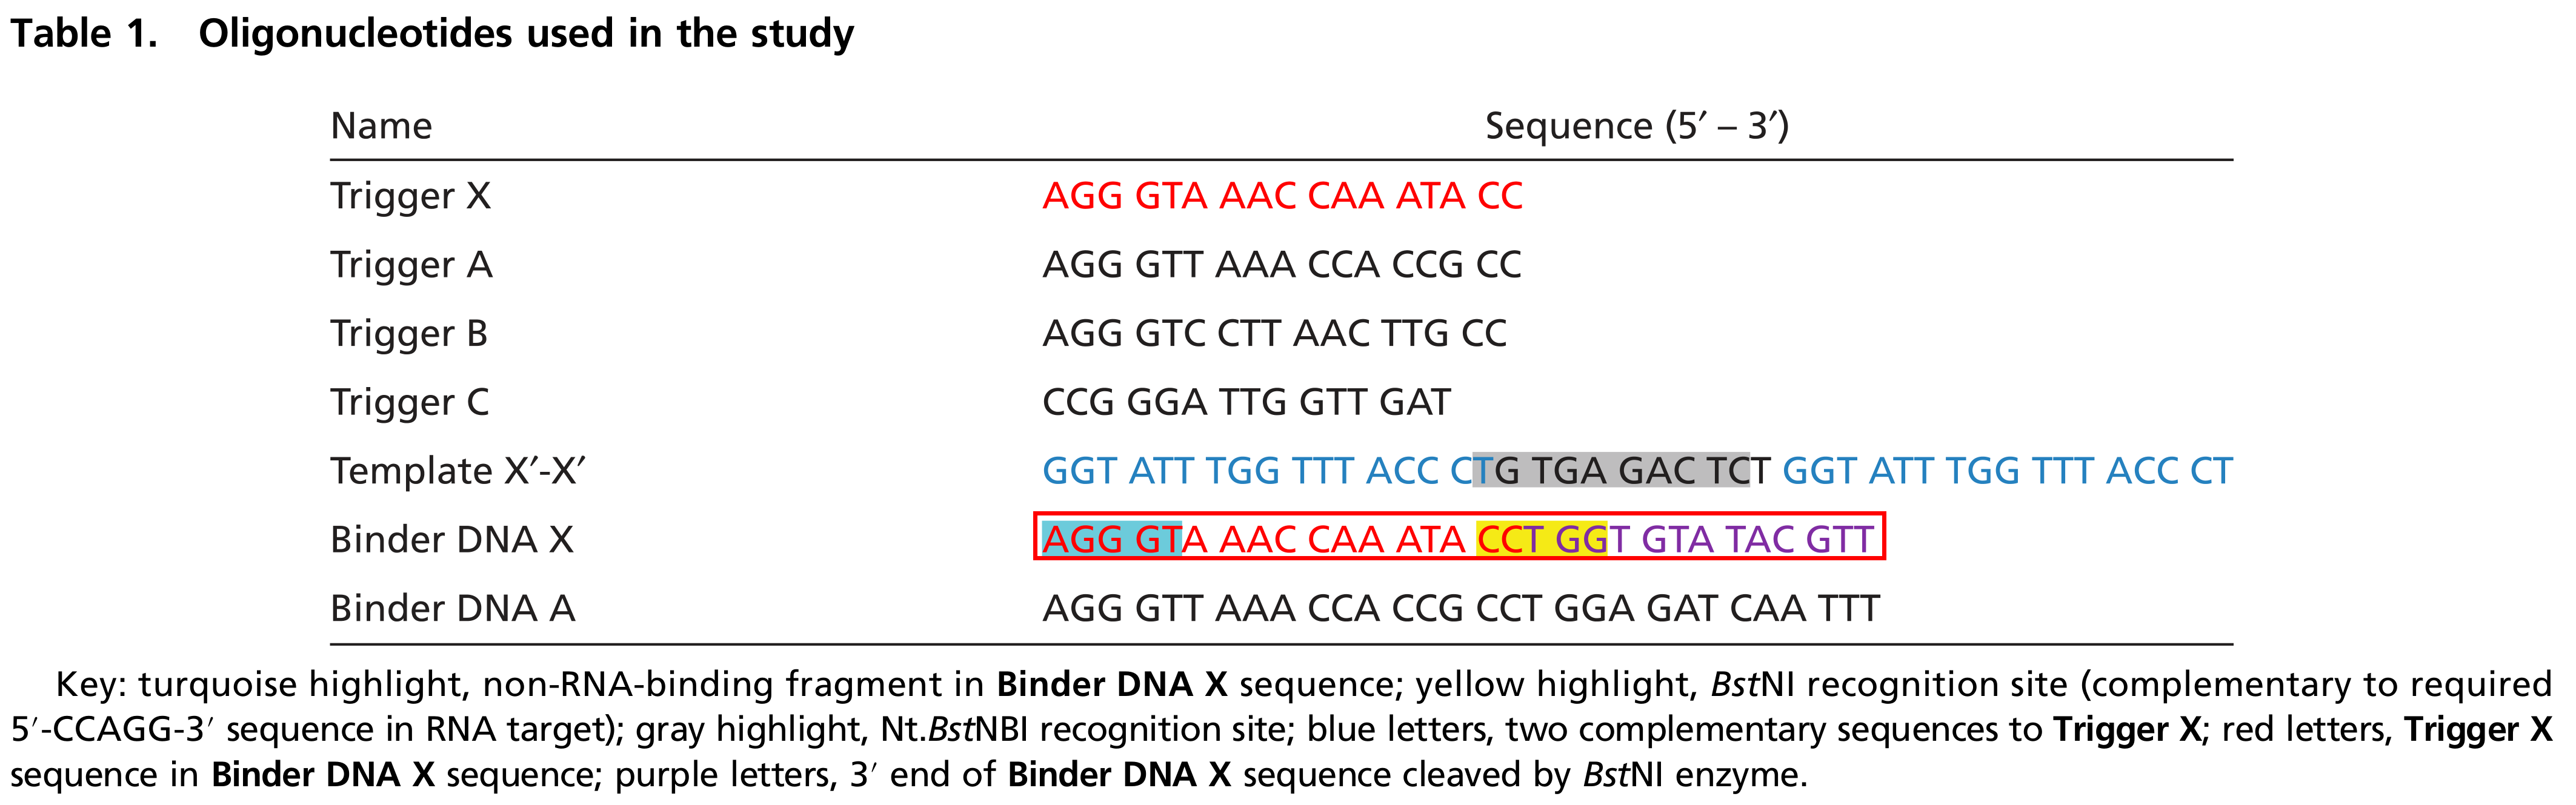 Table 1. Oligonucleotides used in the study
Name Sequence (5′ – 3′)
Trigger X AGG GTA AAC CAA ATA CC
Trigger A AGG GTT AAA CCA CCG CC
Trigger B AGG GTC CTT AAC TTG CC
Trigger C CCG GGA TTG GTT GAT
Template X′-X′ GGT ATT TGG TTT ACC CTG TGA GAC TCT GGT ATT TGG TTT ACC CT
Binder DNA X AGG GTA AAC CAA ATA CCT GGT GTA TAC GTT
Binder DNA A AGG GTT AAA CCA CCG CCT GGA GAT CAA TTT
Key: turquoise highlight, non-RNA-binding fragment in Binder DNA X sequence; yellow highlight, BstNI recognition site (complementary to required
5′-CCAGG-3′ sequence in RNA target); gray highlight, Nt.BstNBI recognition site; blue letters, two complementary sequences to Trigger X; red letters, Trigger X
sequence in Binder DNA X sequence; purple letters, 3′ end of Binder DNA X sequence cleaved by BstNI enzyme.